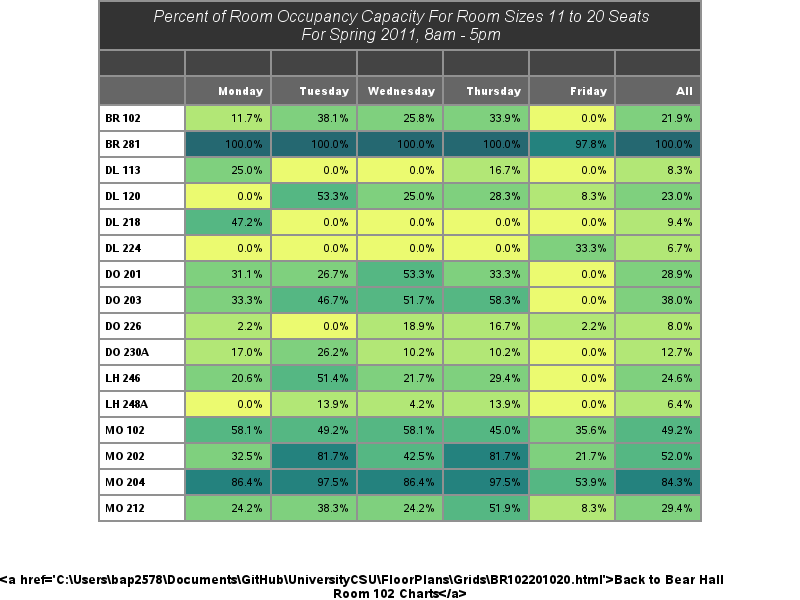 Percent of Room Occupancy Capacity For Room Sizes 11 to 20 Seats
For Spring 2011, 8am - 5pm
Monday Tuesday Wednesday Thursday Friday All
BR 102 11.7% 38.1% 25.8% 33.9% 0.0% 21.9%
BR 281 100.0% 100.0% 100.0% 100.0% 97.8% 100.0%
DL 113 25.0% 0.0% 0.0% 16.7% 0.0% 8.3%
DL 120 0.0% 53.3% 25.0% 28.3% 8.3% 23.0%
DL 218 47.2% 0.0% 0.0% 0.0% 0.0% 9.4%
DL 224 0.0% 0.0% 0.0% 0.0% 33.3% 6.7%
DO 201 31.1% 26.7% 53.3% 33.3% 0.0% 28.9%
DO 203 33.3% 46.7% 51.7% 58.3% 0.0% 38.0%
DO 226 2.2% 0.0% 18.9% 16.7% 2.2% 8.0%
DO 230A 17.0% 26.2% 10.2% 10.2% 0.0% 12.7%
LH 246 20.6% 51.4% 21.7% 29.4% 0.0% 24.6%
LH 248A 0.0% 13.9% 4.2% 13.9% 0.0% 6.4%
MO 102 58.1% 49.2% 58.1% 45.0% 35.6% 49.2%
MO 202 32.5% 81.7% 42.5% 81.7% 21.7% 52.0%
MO 204 86.4% 97.5% 86.4% 97.5% 53.9% 84.3%
MO 212 24.2% 38.3% 24.2% 51.9% 8.3% 29.4%
<a href='C:\Users\bap2578\Documents\GitHub\UniversityCSU\FloorPlans\Grids\BR102201020.html'>Back to Bear Hall
Room 102 Charts</a>